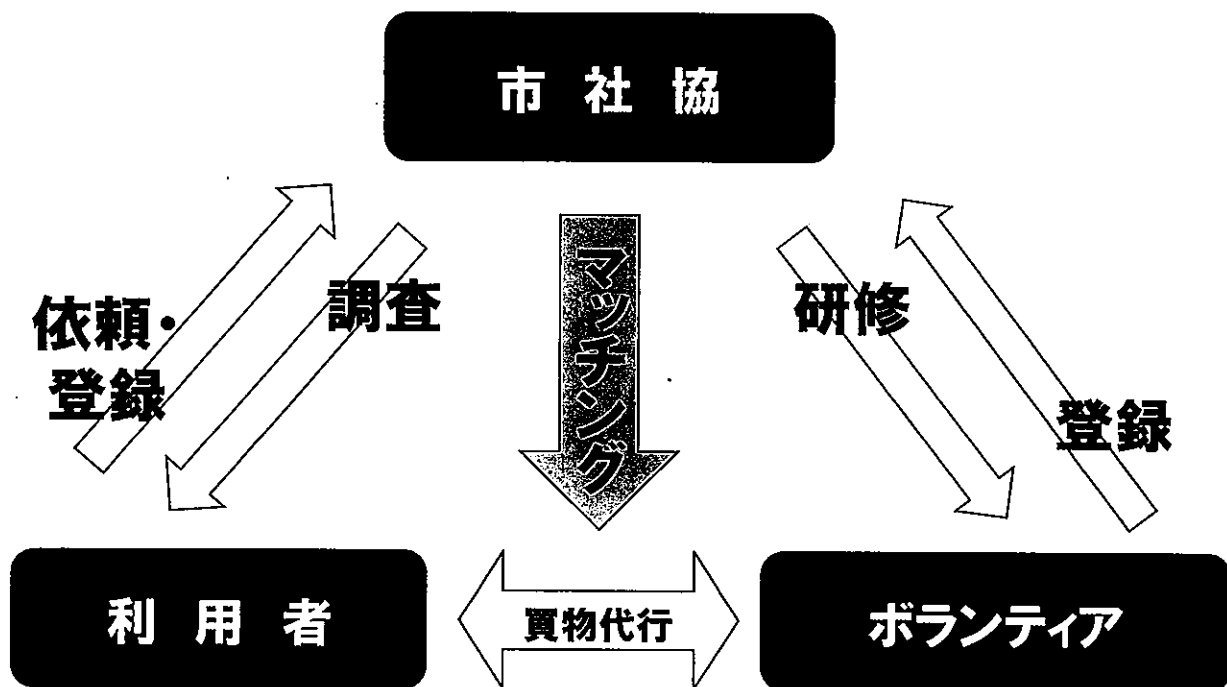 市社協
依頼・
登録
調査
マッチング
研修
登録
利用者
買物代行
ボランティア